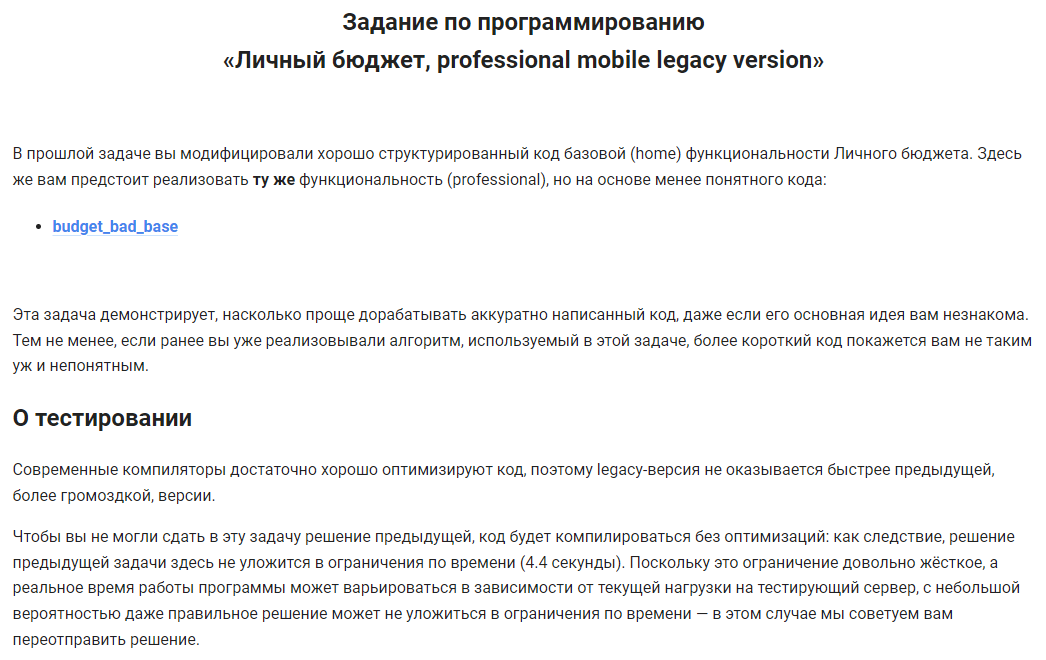 Задание по программированию
«Личный бюджет, professional mobile legacy version»
В прошлой задаче вы модифицировали хорошо структурированный код базовой (home) функциональности Личного бюджета. Здесь
же вам предстоит реализовать ту же функциональность (professional), но на основе менее понятного кода:
• budget_bad_base
Эта задача демонстрирует, насколько проще дорабатывать аккуратно написанный код, даже если его основная идея вам незнакома.
Тем не менее, если ранее вы уже реализовывали алгоритм, используемый в этой задаче, более короткий код покажется вам не таким
уж и непонятным.
О тестировании
Современные компиляторы достаточно хорошо оптимизируют код, поэтому legacy-версия не оказывается быстрее предыдущей,
более громоздкой, версии.
Чтобы вы не могли сдать в эту задачу решение предыдущей, код будет компилироваться без оптимизаций: как следствие, решение
предыдущей задачи здесь не уложится в ограничения по времени (4.4 секунды). Поскольку это ограничение довольно жёсткое, а
реальное время работы программы может варьироваться в зависимости от текущей нагрузки на тестирующий сервер, с небольшой
вероятностью даже правильное решение может не уложиться в ограничения по времени — в этом случае мы советуем вам
переотправить решение.